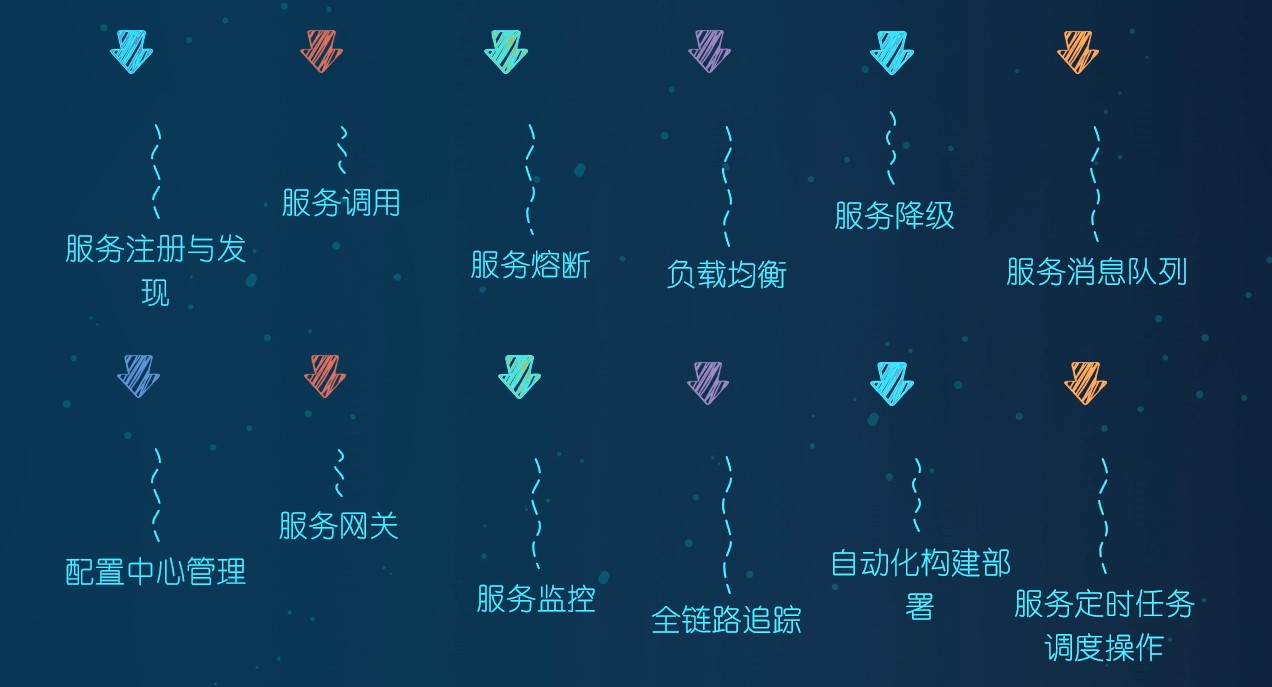 服务注册与发
现
服务调用
服务熔断
负载均衡
服务降级
服务消息队列
配置中心管理
服务网关
服务监控
全链路追踪
自动化构建部
署
服务定时任务
调度操作